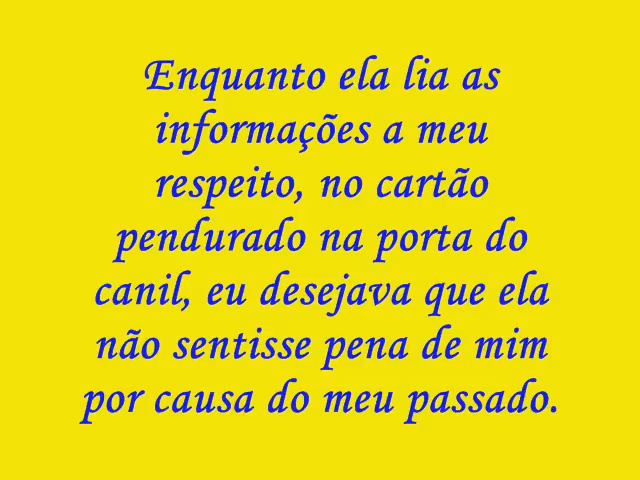 Enquanto ela lia as
informações a meu
respeito, no cartão
pendurado na porta do
canil, eu desejava que ela
não sentisse pena de mim
por causa do meu passado.